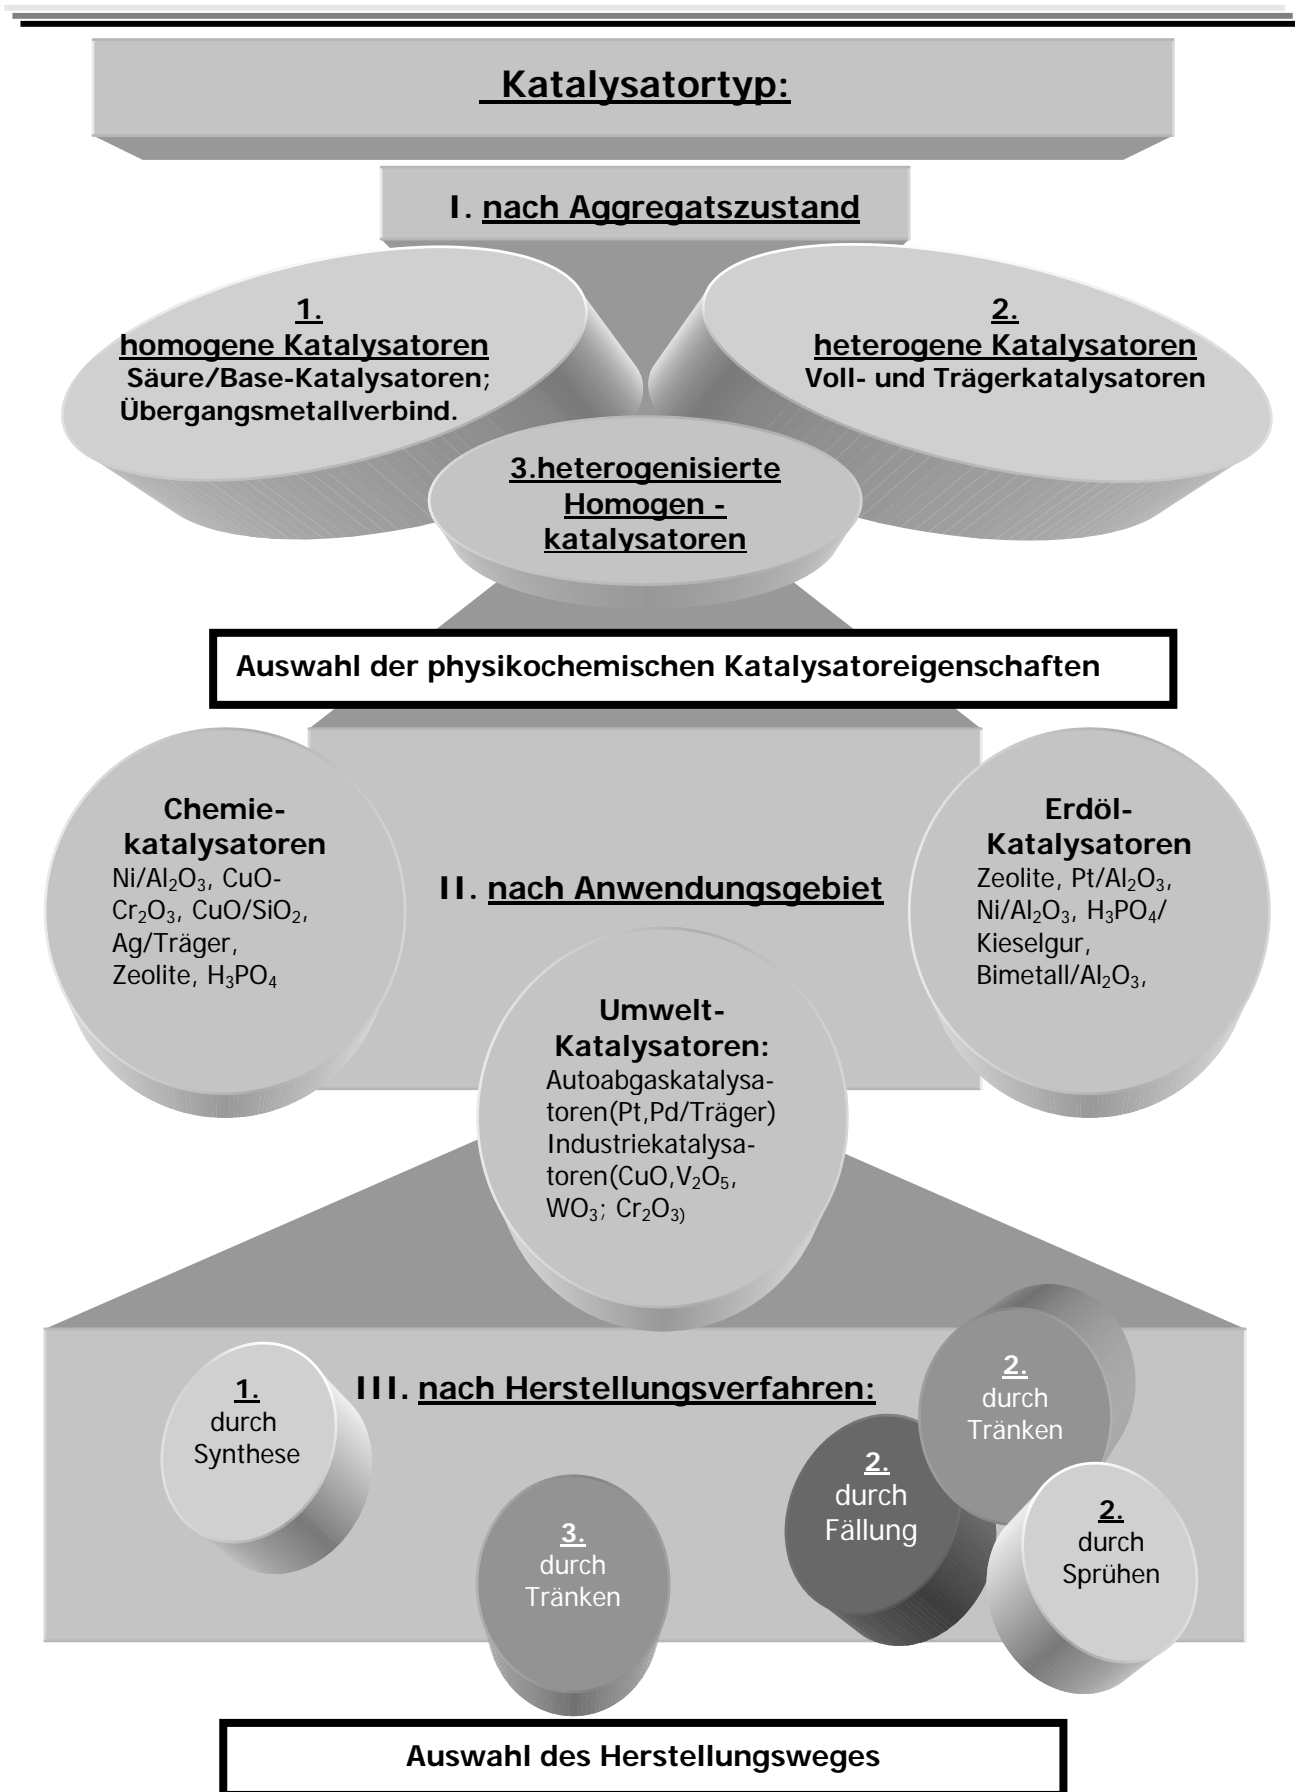 Katalysatortyp:
I. nach Aggregatszustand
1.
homogene Katalysatoren
Säure/Base-Katalysatoren;
Übergangsmetallverbind.
2.
heterogene Katalysatoren
Voll- und Trägerkatalysatoren
3.heterogenisierte
Homogen -
katalysatoren
Auswahl der physikochemischen Katalysatoreigenschaften
Chemie-
katalysatoren
Ni/Al₂O₃, CuO-
Cr₂O₃, CuO/SiO₂,
Ag/Träger,
Zeolite, H₃PO₄
II. nach Anwendungsgebiet
Erdöl-
Katalysatoren
Zeolite, Pt/Al₂O₃,
Ni/Al₂O₃, H₃PO₄/
Kieselgur,
Bimetall/Al₂O₃,
Umwelt-
Katalysatoren:
Autoabgaskatalysa-
toren(Pt,Pd/Träger)
Industriekatalysa-
toren(CuO,V₂O₅,
WO₃; Cr₂O₃₎
III. nach Herstellungsverfahren:
1.
durch
Synthese
3.
durch
Tränken
2.
durch
Fällung
2.
durch
Tränken
2.
durch
Sprühen
Auswahl des Herstellungsweges